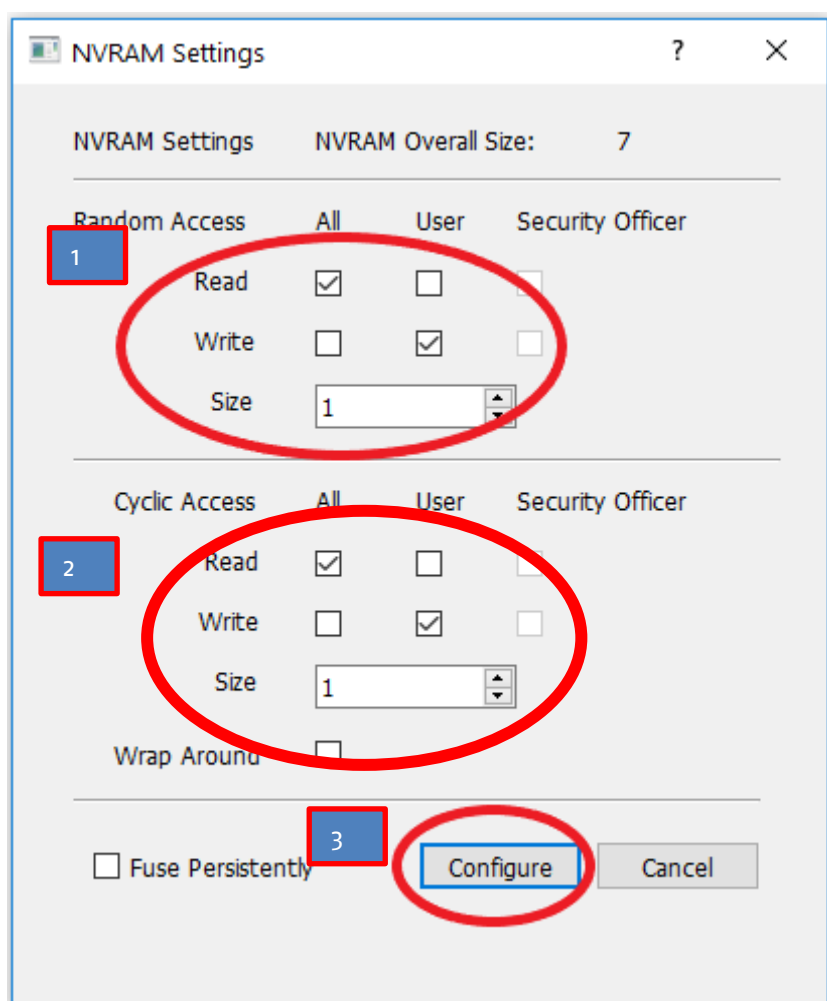 NVRAM Settings ? ×
NVRAM Settings NVRAM Overall Size: 7
Random Access All User Security Officer
1
Read
Write
Size 1
Cyclic Access All User Security Officer
2
Read
Write
Size 1
Wrap Around
3
Fuse Persistently Configure Cancel